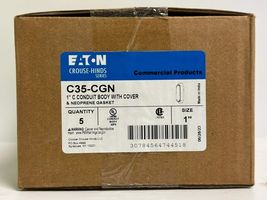 EATON
CROUSE-HINDS
SERIES
Commercial Products
C35-CGN
1" C CONDUIT BODY WITH COVER
& NEOPRENE GASKET
QUANTITY
5
SIZE
1"
30784564744518